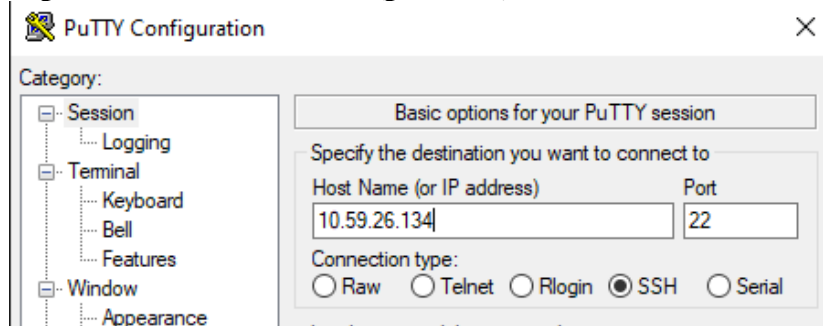 PuTTY Configuration
Category:
Session
Logging
Terminal
Keyboard
Bell
Features
Window
Appearance
Basic options for your PuTTY session
Specify the destination you want to connect to
Host Name (or IP address) Port
10.59.26.134 22
Connection type:
Raw Telnet Rlogin SSH Serial